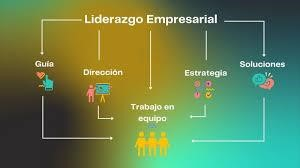 Liderazgo Empresarial
Guía
Dirección
Estrategia
Soluciones
Trabajo en
equipo